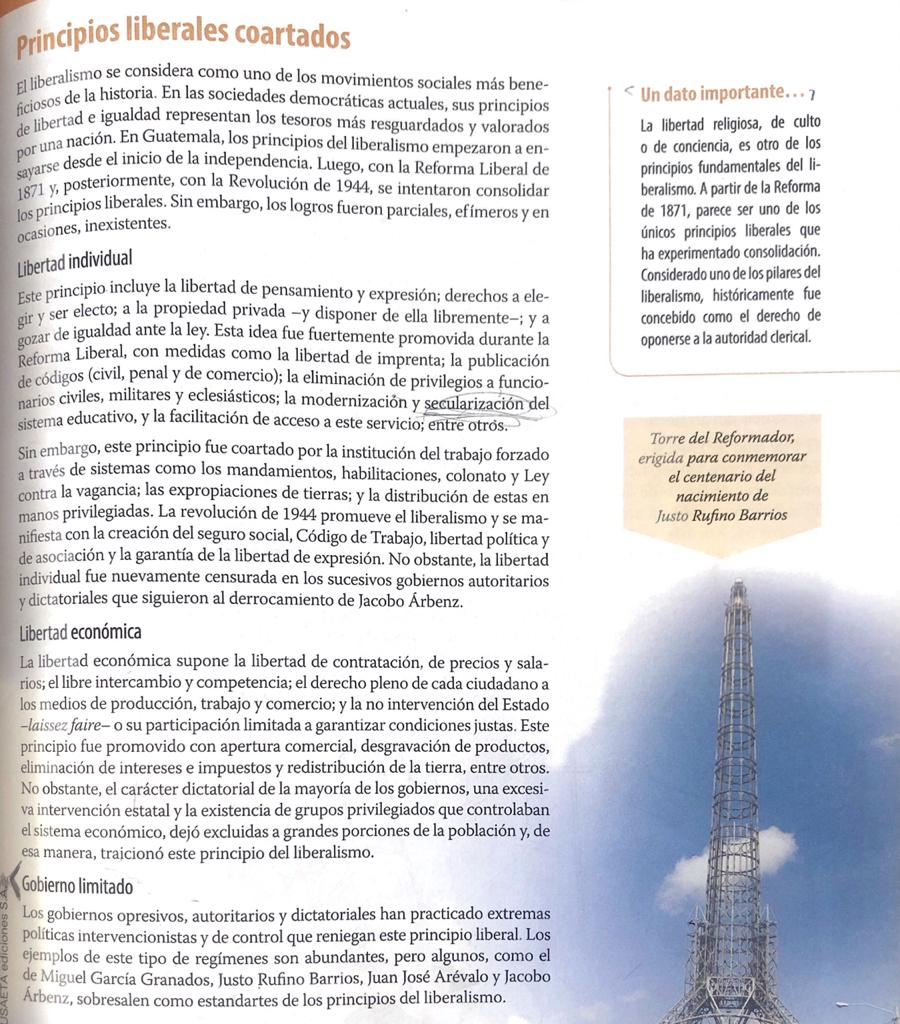 Principios liberales coartados
El liberalismo se considera como uno de los movimientos sociales más bene-
ficiosos de la historia. En las sociedades democráticas actuales, sus principios
de libertad e igualdad representan los tesoros más resguardados y valorados
por una nación. En Guatemala, los principios del liberalismo empezaron a en-
sayarse desde el inicio de la independencia. Luego, con la Reforma Liberal de
1871 y, posteriormente, con la Revolución de 1944, se intentaron consolidar
los principios liberales. Sin embargo, los logros fueron parciales, efímeros y en
ocasiones, inexistentes.
Libertad individual
Este principio incluye la libertad de pensamiento y expresión; derechos a ele-
gir y ser electo; a la propiedad privada –y disponer de ella libremente–; y a
gozar de igualdad ante la ley. Esta idea fue fuertemente promovida durante la
Reforma Liberal, con medidas como la libertad de imprenta; la publicación
de códigos (civil, penal y de comercio); la eliminación de privilegios a funcio-
narios civiles, militares y eclesiásticos; la modernización y secularización del
sistema educativo, y la facilitación de acceso a este servicio; entre otros.
Sin embargo, este principio fue coartado por la institución del trabajo forzado
a través de sistemas como los mandamientos, habilitaciones, colonato y Ley
contra la vagancia; las expropiaciones de tierras; y la distribución de estas en
manos privilegiadas. La revolución de 1944 promueve el liberalismo y se ma-
nifiesta con la creación del seguro social, Código de Trabajo, libertad política y
de asociación y la garantía de la libertad de expresión. No obstante, la libertad
individual fue nuevamente censurada en los sucesivos gobiernos autoritarios
y dictatoriales que siguieron al derrocamiento de Jacobo Árbenz.
Libertad económica
La libertad económica supone la libertad de contratación, de precios y sala-
rios; el libre intercambio y competencia; el derecho pleno de cada ciudadano a
los medios de producción, trabajo y comercio; y la no intervención del Estado
–laissez faire– o su participación limitada a garantizar condiciones justas. Este
principio fue promovido con apertura comercial, desgravación de productos,
eliminación de intereses e impuestos y redistribución de la tierra, entre otros.
No obstante, el carácter dictatorial de la mayoría de los gobiernos, una excesi-
va intervención estatal y la existencia de grupos privilegiados que controlaban
el sistema económico, dejó excluidas a grandes porciones de la población y, de
esa manera, traicionó este principio del liberalismo.
Gobierno limitado
Los gobiernos opresivos, autoritarios y dictatoriales han practicado extremas
políticas intervencionistas y de control que reniegan este principio liberal. Los
ejemplos de este tipo de regímenes son abundantes, pero algunos, como el
de Miguel García Granados, Justo Rufino Barrios, Juan José Arévalo y Jacobo
Árbenz, sobresalen como estandartes de los principios del liberalismo.
Un dato importante...
La libertad religiosa, de culto
o de conciencia, es otro de los
principios fundamentales del li-
beralismo. A partir de la Reforma
de 1871, parece ser uno de los
únicos principios liberales que
ha experimentado consolidación.
Considerado uno de los pilares del
liberalismo, históricamente fue
concebido como el derecho de
oponerse a la autoridad clerical.
Torre del Reformador,
erigida para conmemorar
el centenario del
nacimiento de
Justo Rufino Barrios
ediciones S.A.